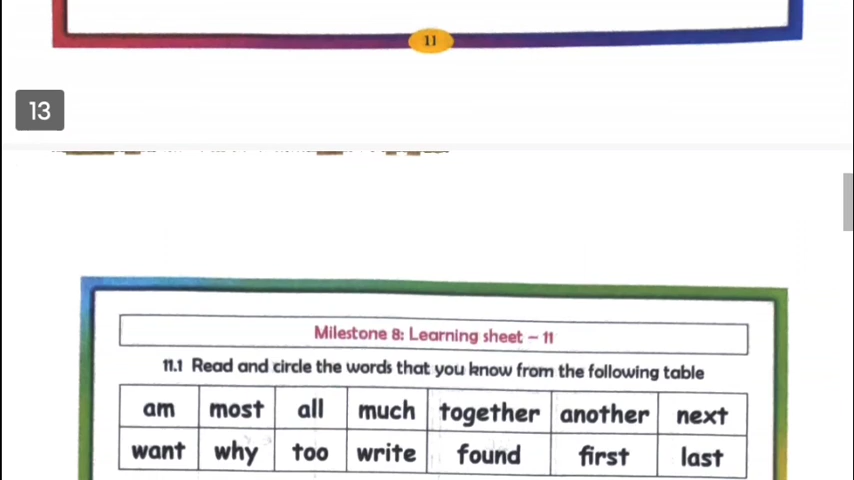 11
13
Milestone 8: Learning sheet – 11
11.1 Read and circle the words that you know from the following table
am most all much together another next
want why too write found first last